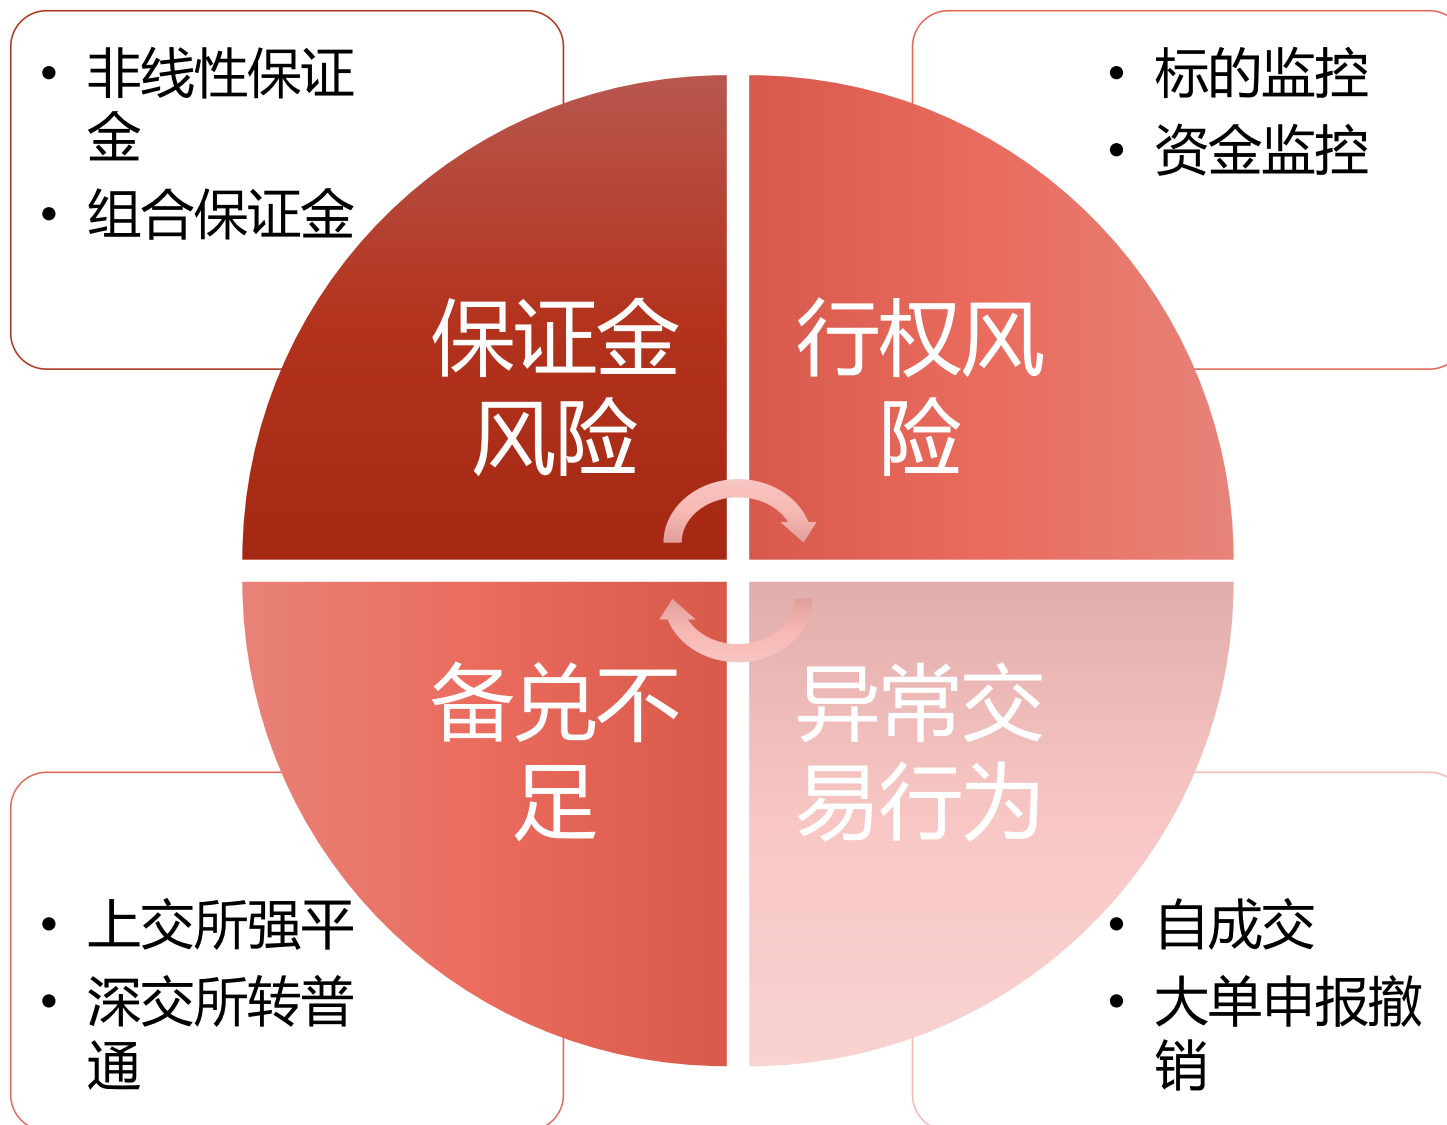 • 非线性保证
金
• 组合保证金
• 标的监控
• 资金监控
保证金
风险
行权风
险
备兑不
足
异常交
易行为
• 上交所强平
• 深交所转普
通
• 自成交
• 大单申报撤
销